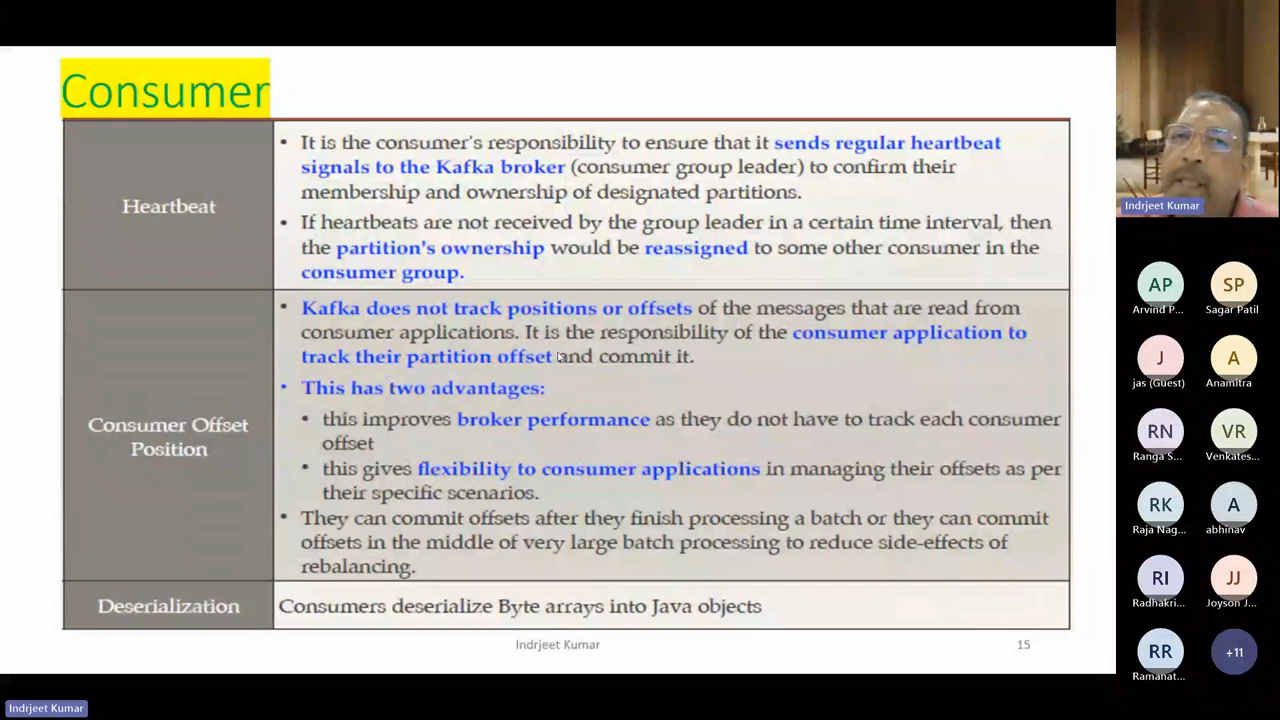 Consumer
Heartbeat
• It is the consumer's responsibility to ensure that it sends regular heartbeat
signals to the Kafka broker (consumer group leader) to confirm their
membership and ownership of designated partitions.
• If heartbeats are not received by the group leader in a certain time interval, then
the partition's ownership would be reassigned to some other consumer in the
consumer group.
Consumer Offset
Position
• Kafka does not track positions or offsets of the messages that are read from
consumer applications. It is the responsibility of the consumer application to
track their partition offset and commit it.
• This has two advantages:
• this improves broker performance as they do not have to track each consumer
offset
• this gives flexibility to consumer applications in managing their offsets as per
their specific scenarios.
• They can commit offsets after they finish processing a batch or they can commit
offsets in the middle of very large batch processing to reduce side-effects of
rebalancing.
Deserialization
Consumers deserialize Byte arrays into Java objects
Indrjeet Kumar
15
Indrjeet Kumar
AP
SP
Arvind P...
Sagar Patil
J
A
jas (Guest)
Anamitra
RN
VR
Ranga S...
Venkates...
RK
A
Raja Nag...
abhinav
RI
JJ
Radhakri...
Joyson J...
RR
+11
Ramanat...
Indrjeet Kumar